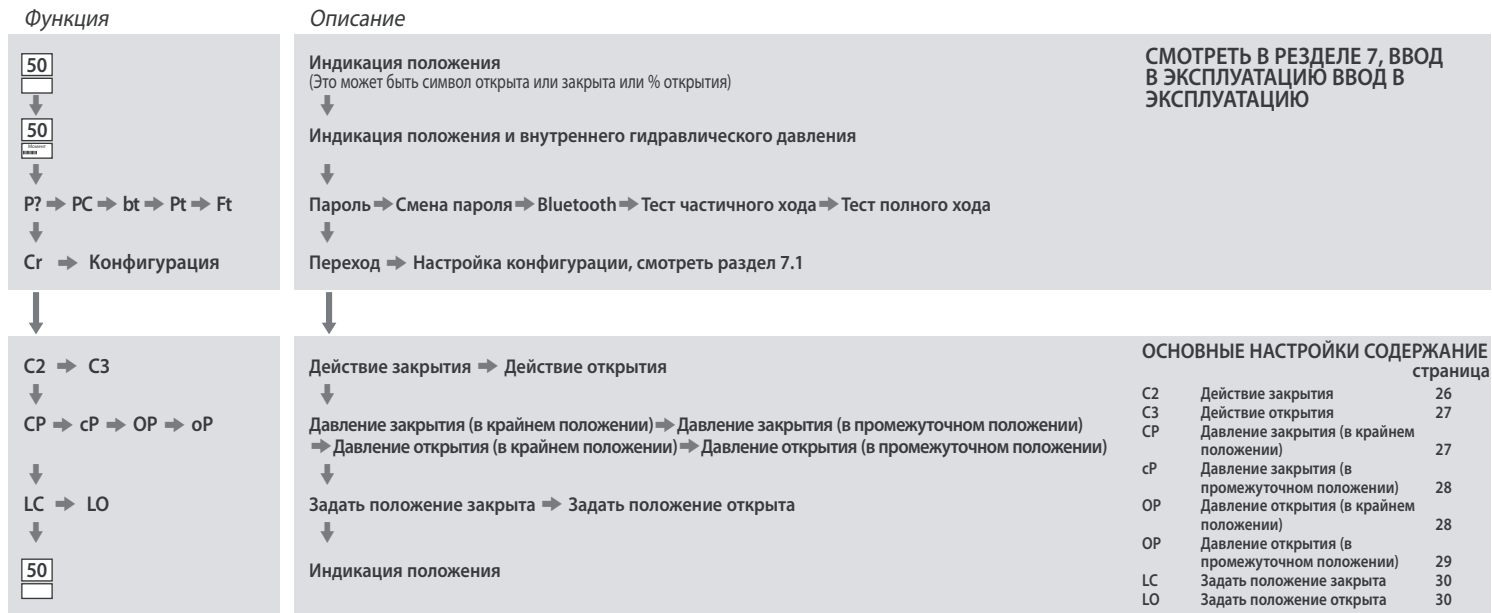 Функция
Описание
50
Индикация положения
(Это может быть символ открыта или закрыта или % открытия)
СМОТРЕТЬ В РЕЗДЕЛЕ 7, ВВОД
В ЭКСПЛУАТАЦИЮ ВВОД В
ЭКСПЛУАТАЦИЮ
50
Момент
Индикация положения и внутреннего гидравлического давления
P? ➡ PC ➡ bt ➡ Pt ➡ Ft
Пароль ➡ Смена пароля ➡ Bluetooth ➡ Тест частичного хода ➡ Тест полного хода
Cr ➡ Конфигурация
Переход ➡ Настройка конфигурации, смотреть раздел 7.1
C2 ➡ C3
Действие закрытия ➡ Действие открытия
CP ➡ cP ➡ OP ➡ oP
Давление закрытия (в крайнем положении) ➡ Давление закрытия (в промежуточном положении)
➡ Давление открытия (в крайнем положении) ➡ Давление открытия (в промежуточном положении)
LC ➡ LO
Задать положение закрыта ➡ Задать положение открыта
50
Индикация положения
ОСНОВНЫЕ НАСТРОЙКИ СОДЕРЖАНИЕ
страница
C2 Действие закрытия 26
C3 Действие открытия 27
CP Давление закрытия (в крайнем
положении) 27
cP Давление закрытия (в
промежуточном положении) 28
OP Давление открытия (в крайнем
положении) 28
OP Давление открытия (в
промежуточном положении) 29
LC Задать положение закрыта 30
LO Задать положение открыта 30